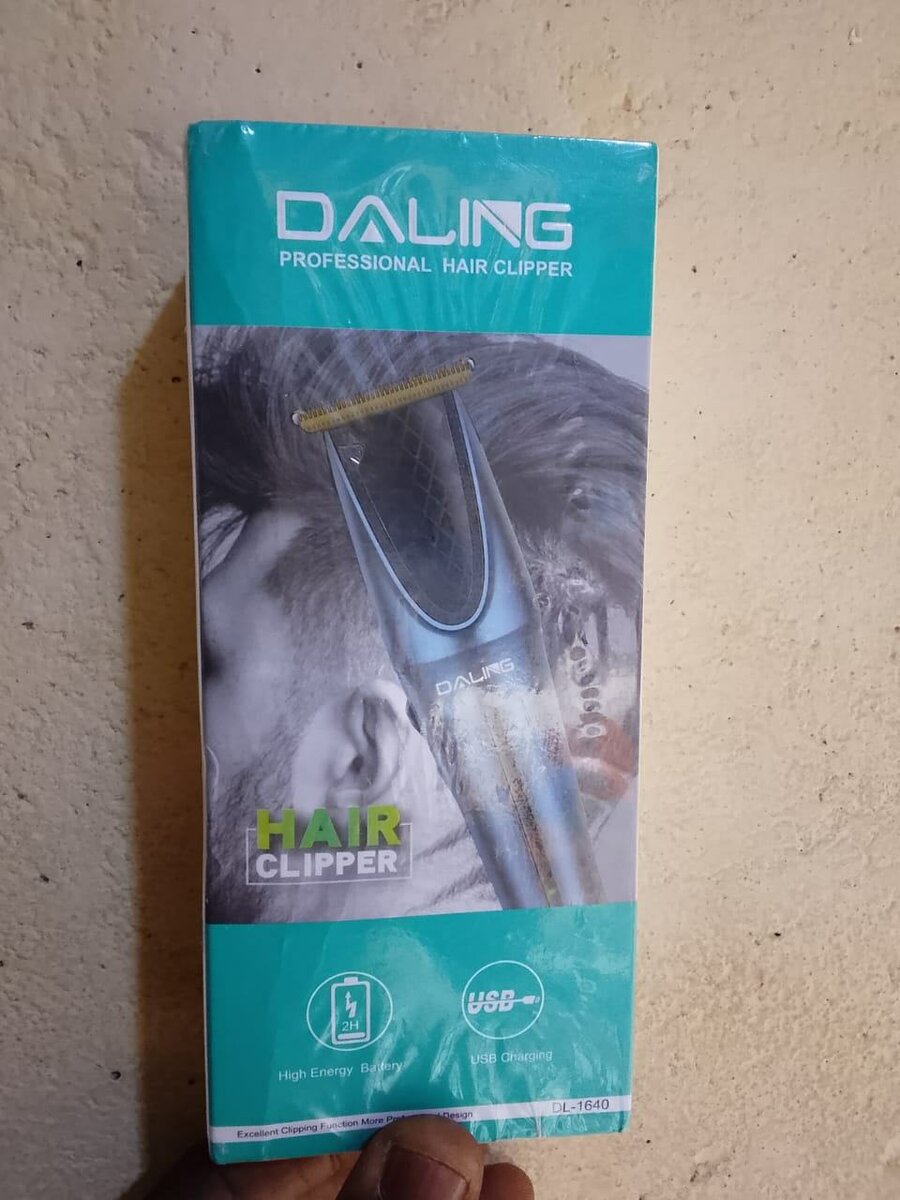 DALING
PROFESSIONAL HAIR CLIPPER
DALING
HAIR
CLIPPER
2H
USB
High Energy Battery
USB Charging
DL-1640
Excellent Clipping Function More Professional Design